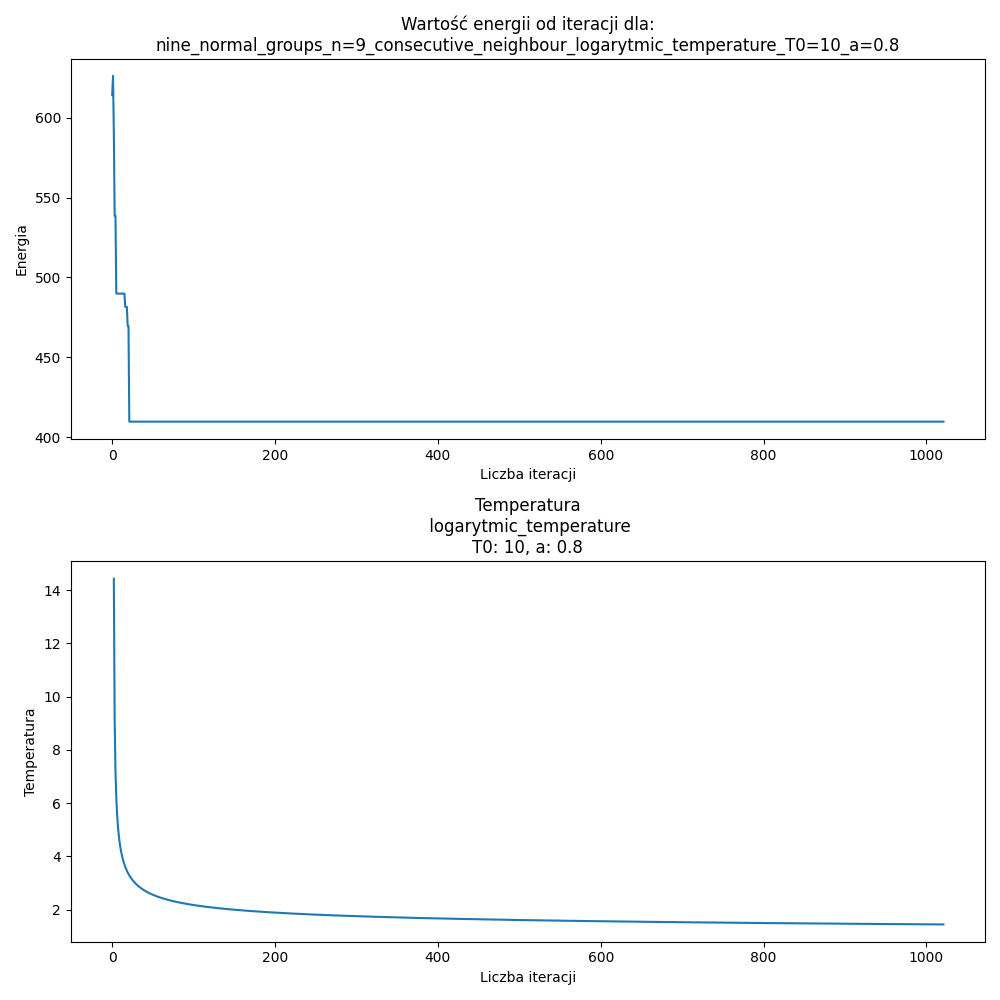 Wartość energii od iteracji dla:
nine_normal_groups_n=9_consecutive_neighbour_logarytmic_temperature_T0=10_a=0.8
600
550
500
450
400
Energia
0 200 400 600 800 1000
Liczba iteracji
Temperatura
logarytmic_temperature
T0: 10, a: 0.8
14
12
10
8
6
4
2
Temperatura
0 200 400 600 800 1000
Liczba iteracji